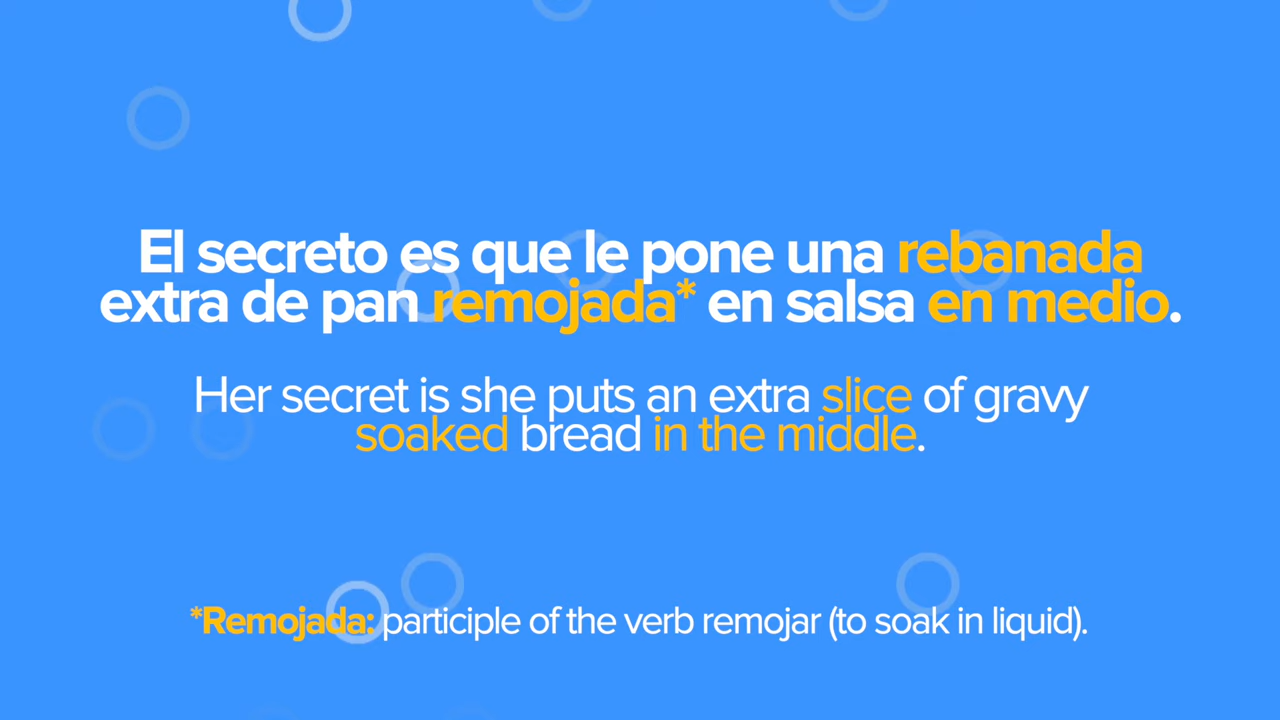 El secreto es que le pone una rebanada
extra de pan remojada* en salsa en medio.
Her secret is she puts an extra slice of gravy
soaked bread in the middle.
*Remojada: participle of the verb remojar (to soak in liquid).